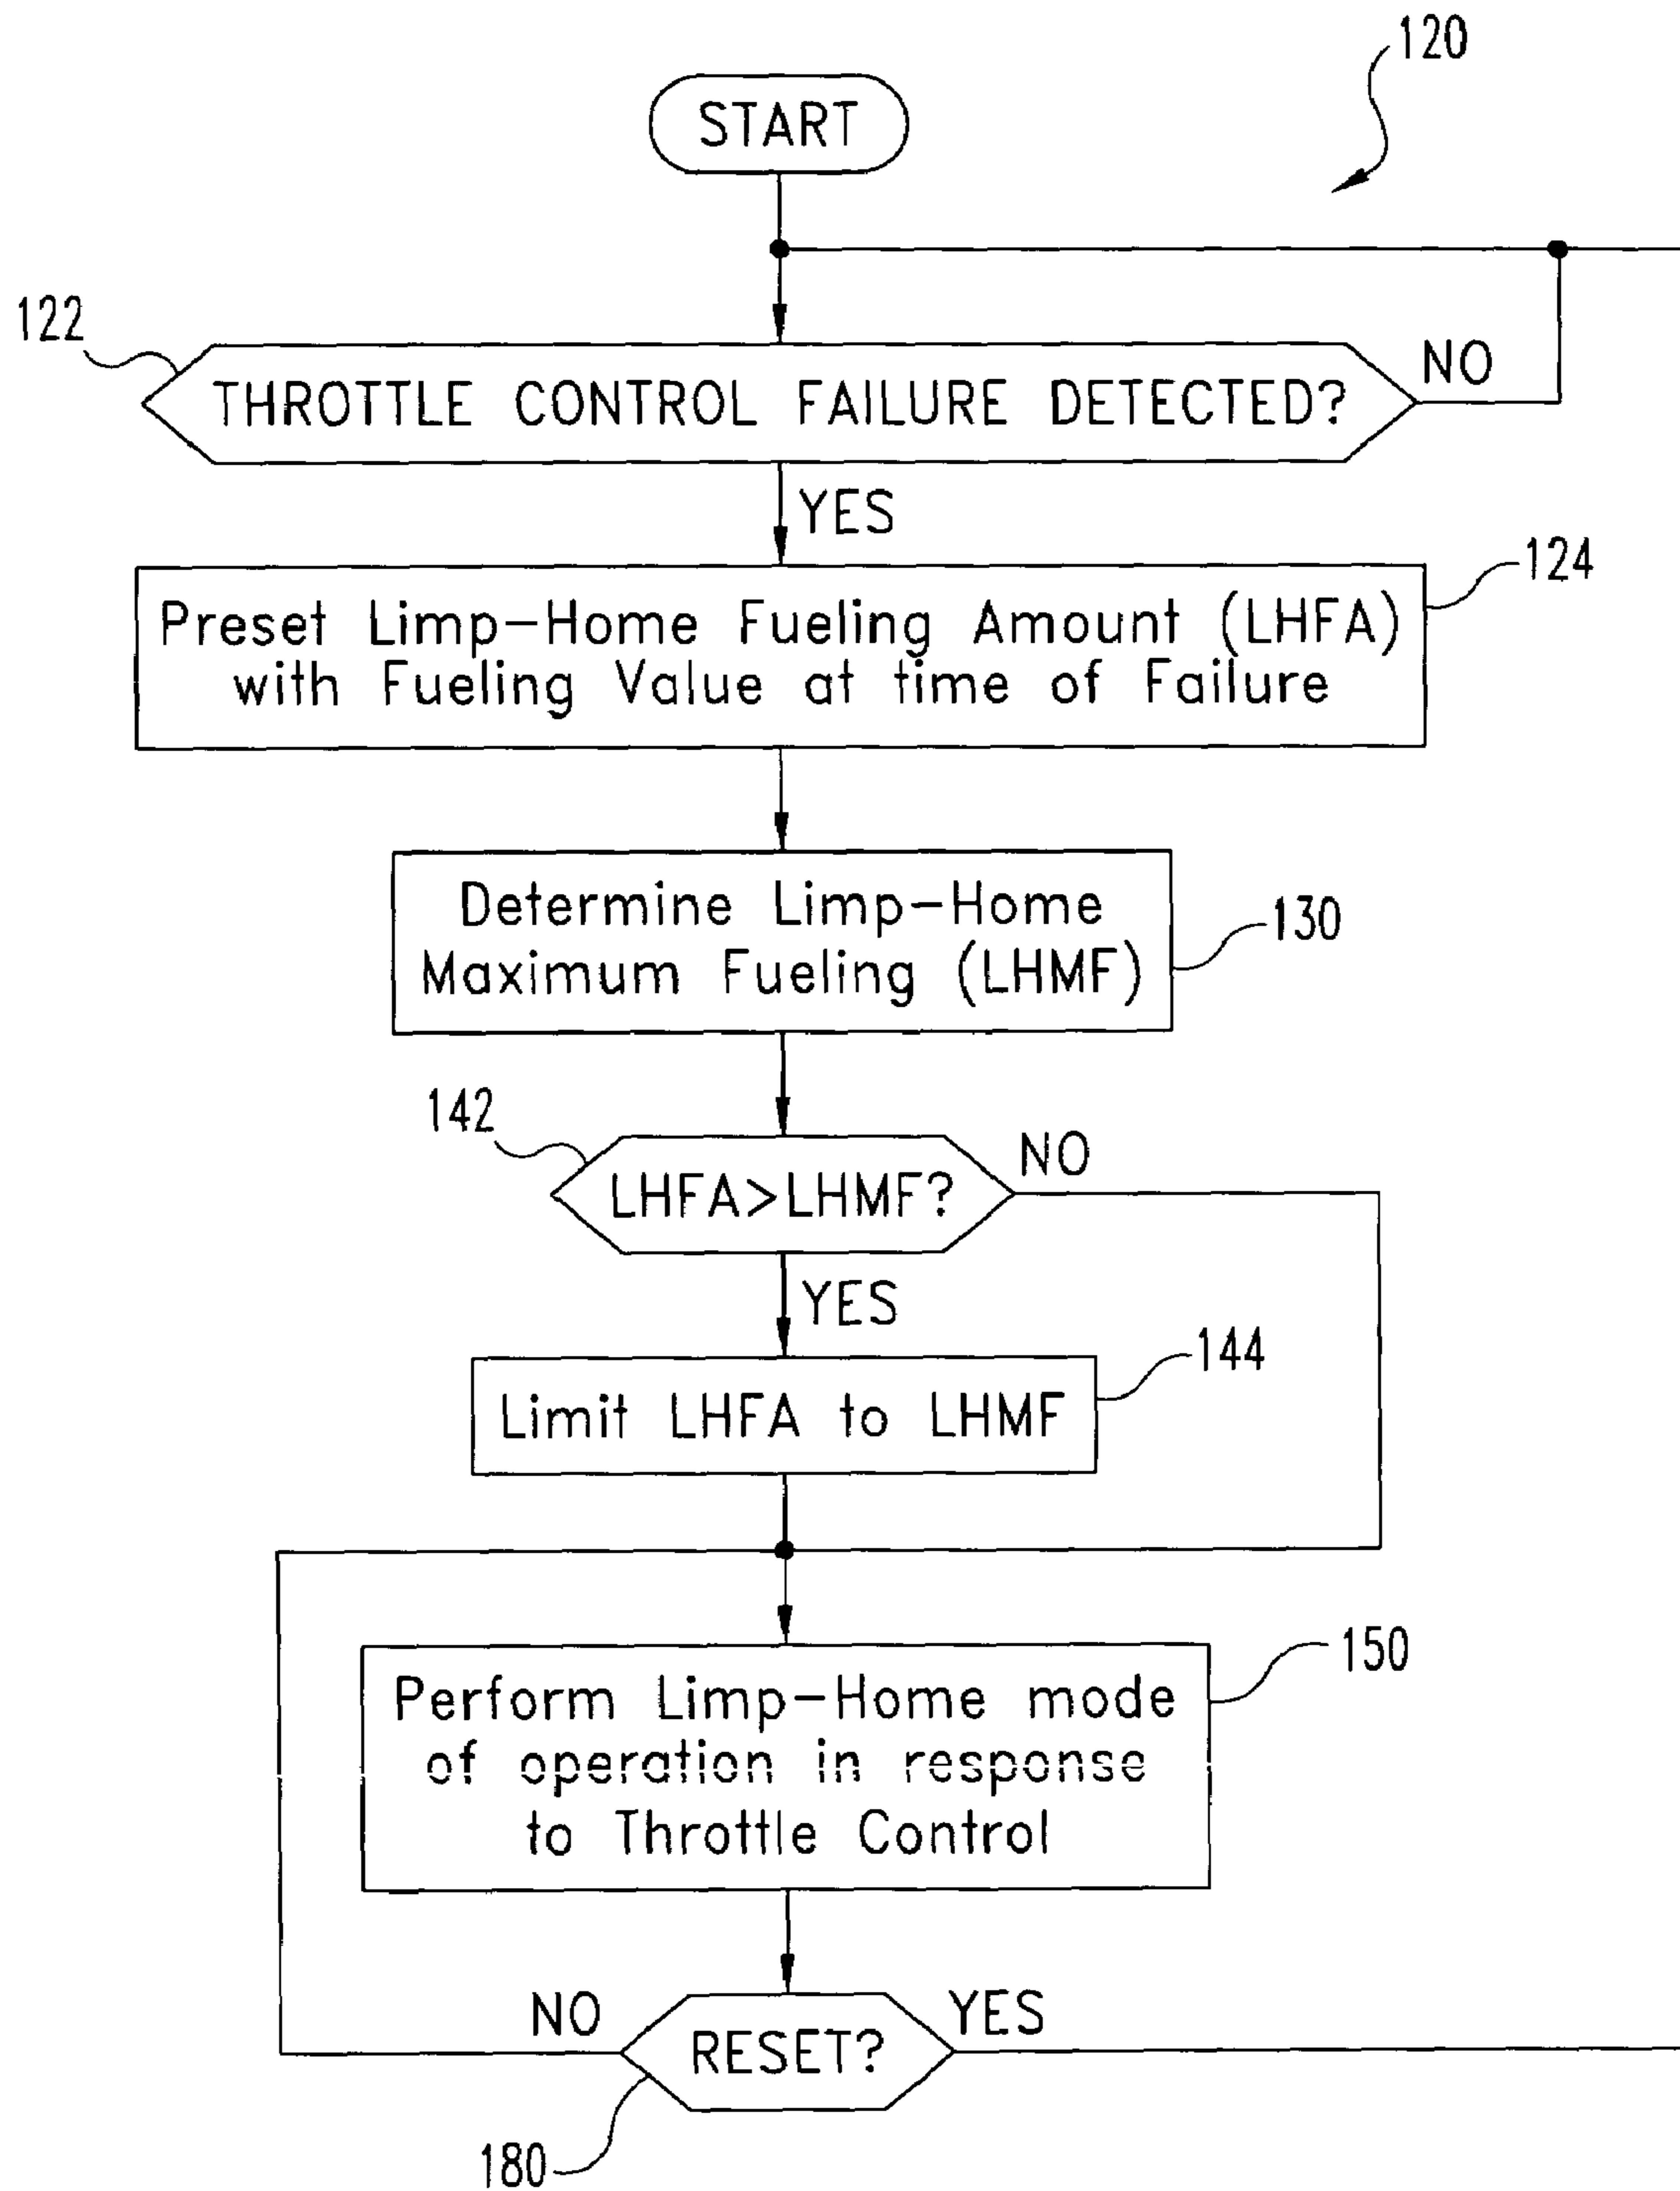 120
START
122
THROTTLE CONTROL FAILURE DETECTED?
NO
YES
124
Preset Limp-Home Fueling Amount (LHFA)
with Fueling Value at time of Failure
Determine Limp-Home
Maximum Fueling (LHMF)
130
142
LHFA>LHMF?
NO
YES
144
Limit LHFA to LHMF
150
Perform Limp-Home mode
of operation in response
to Throttle Control
NO
RESET?
YES
180